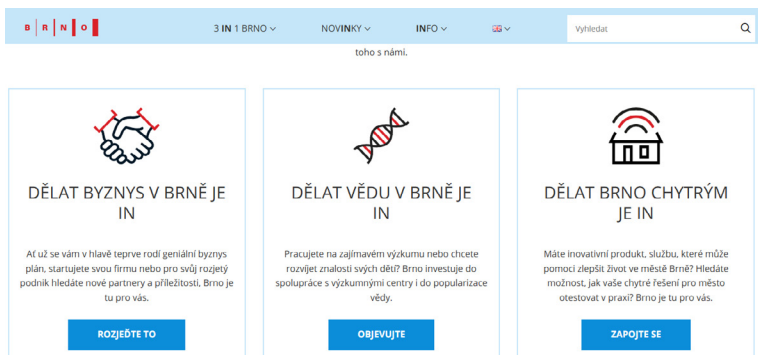 BRNO
3 IN 1 BRNO
NOVINKY
INFO
Vyhledat
toho s námi.
DĚLAT BYZNYS V BRNĚ JE
IN
Ať už se vám v hlavě teprve rodí geniální byznys
plán, startujete svou firmu nebo pro svůj rozjetý
podnik hledáte nové partnery a příležitosti, Brno je
tu pro vás.
ROZJEĎTE TO
DĚLAT VĚDU V BRNĚ JE
IN
Pracujete na zajímavém výzkumu nebo chcete
rozvíjet znalosti svých dětí? Brno investuje do
spolupráce s výzkumnými centry i do popularizace
vědy.
OBJEVUJTE
DĚLAT BRNO CHYTRÝM
JE IN
Máte inovativní produkt, službu, které může
pomoci zlepšit život ve městě Brně? Hledáte
možnost, jak vaše chytré řešení pro město
otestovat v praxi? Brno je tu pro vás.
ZAPOJTE SE